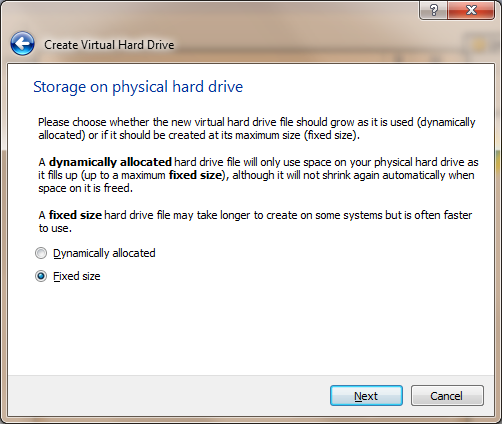 Create Virtual Hard Drive
Storage on physical hard drive
Please choose whether the new virtual hard drive file should grow as it is used (dynamically
allocated) or if it should be created at its maximum size (fixed size).
A dynamically allocated hard drive file will only use space on your physical hard drive as
it fills up (up to a maximum fixed size), although it will not shrink again automatically when
space on it is freed.
A fixed size hard drive file may take longer to create on some systems but is often faster
to use.
Dynamically allocated
Fixed size
Next
Cancel